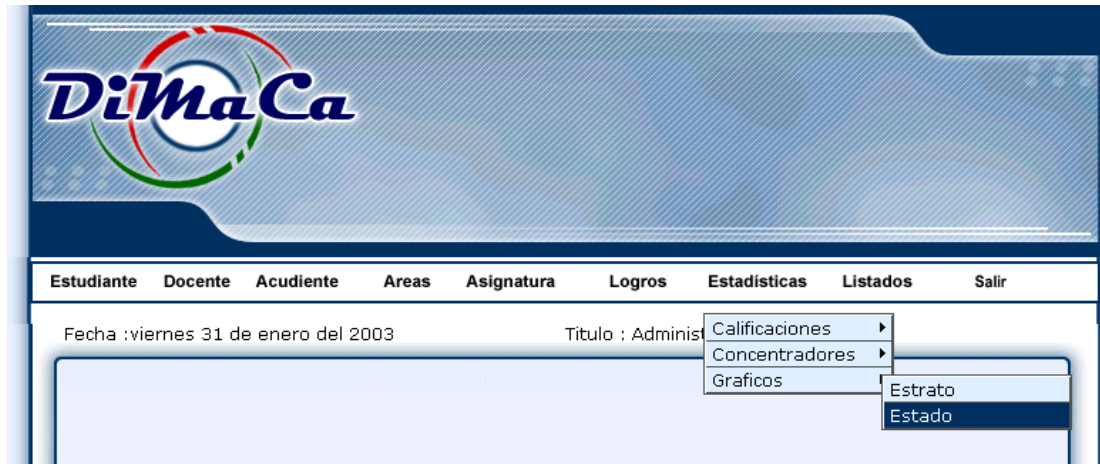 DiMaCa
Estudiante Docente Acudiente Areas Asignatura Logros Estadísticas Listados Salir
Fecha :viernes 31 de enero del 2003 Titulo : Adminis
Calificaciones
Concentradores
Graficos
Estrato
Estado